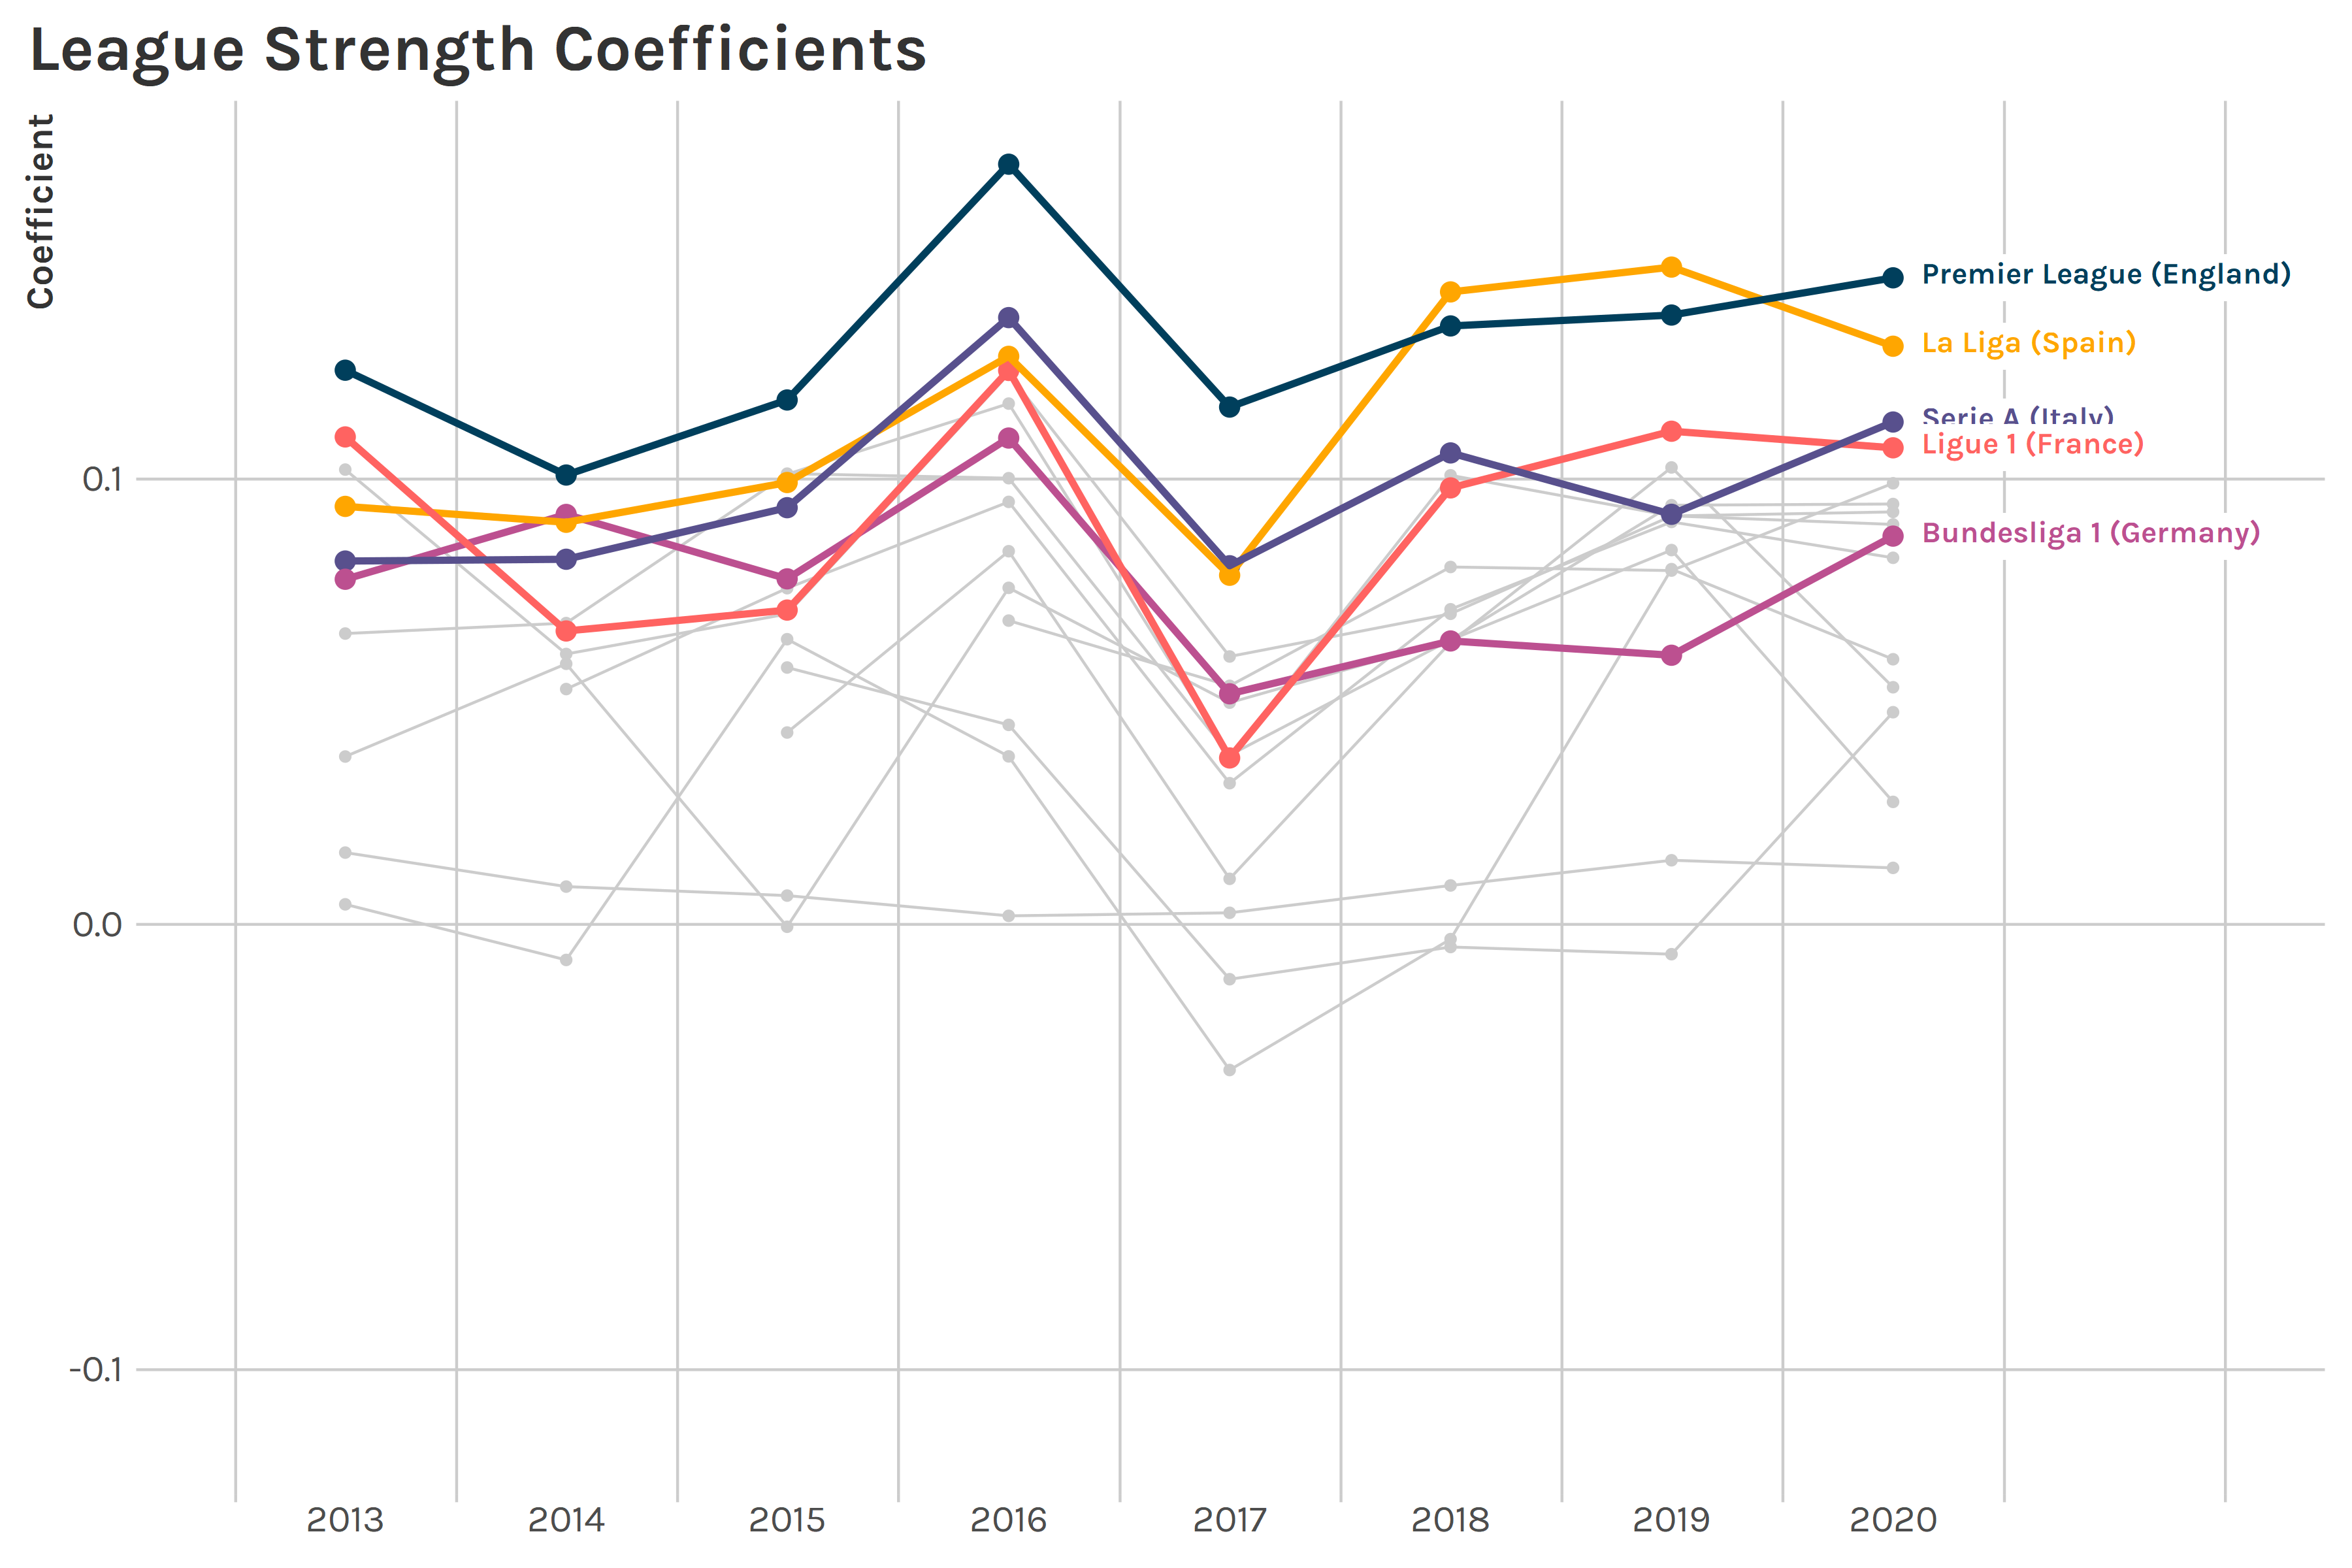 League Strength Coefficients
Coefficient
Premier League (England)
La Liga (Spain)
Serie A (Italy)
Ligue 1 (France)
0.1
Bundesliga 1 (Germany)
0.0
-0.1
2013 2014 2015 2016 2017 2018 2019 2020